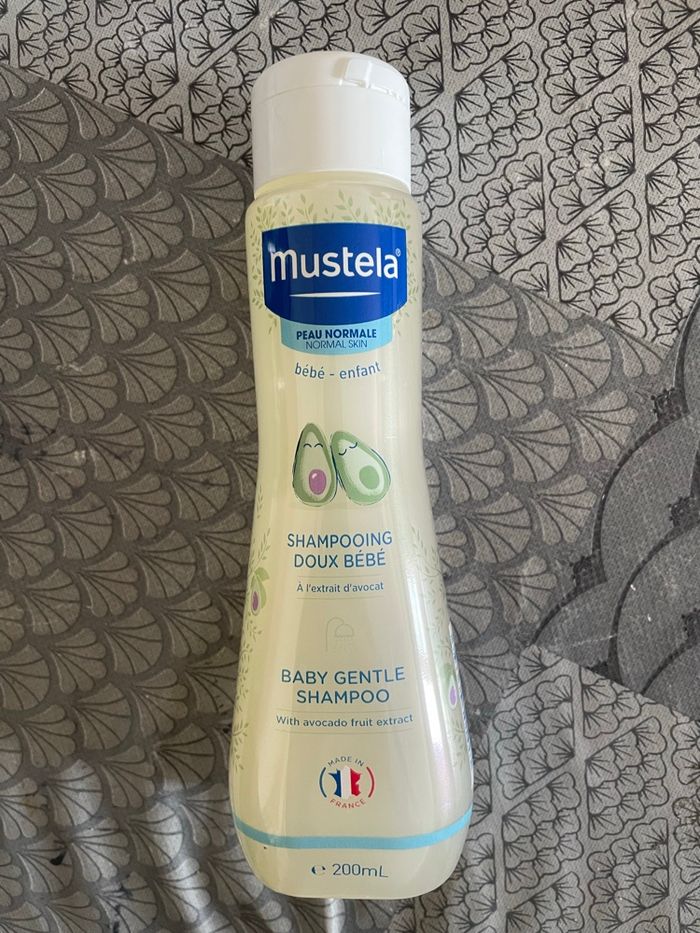 mustela®
PEAU NORMALE
NORMAL SKIN
bébé - enfant
SHAMPOOING
DOUX BÉBÉ
À l'extrait d'avocat
BABY GENTLE
SHAMPOO
With avocado fruit extract
MADE IN
FRANCE
℮ 200mL